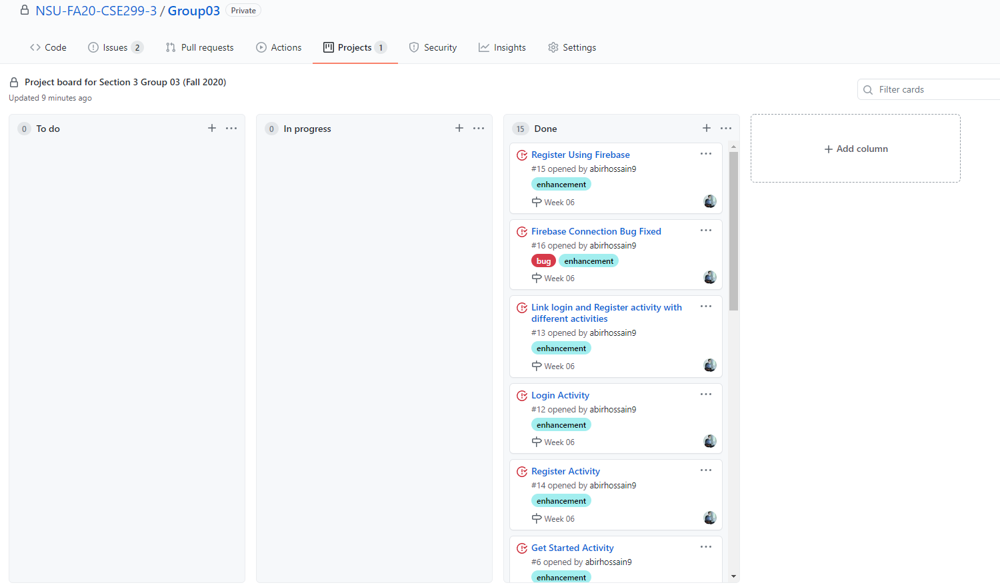 NSU-FA20-CSE299-3 / Group03 Private
Code Issues 2 Pull requests Actions Projects 1 Security Insights Settings
Project board for Section 3 Group 03 (Fall 2020)
Updated 9 minutes ago
Filter cards
0 To do
0 In progress
15 Done
Register Using Firebase
#15 opened by abirhossain9
enhancement
Week 06
Firebase Connection Bug Fixed
#16 opened by abirhossain9
bug enhancement
Week 06
Link login and Register activity with
different activities
#13 opened by abirhossain9
enhancement
Week 06
Login Activity
#12 opened by abirhossain9
enhancement
Week 06
Register Activity
#14 opened by abirhossain9
enhancement
Week 06
Get Started Activity
#6 opened by abirhossain9
enhancement
+ Add column